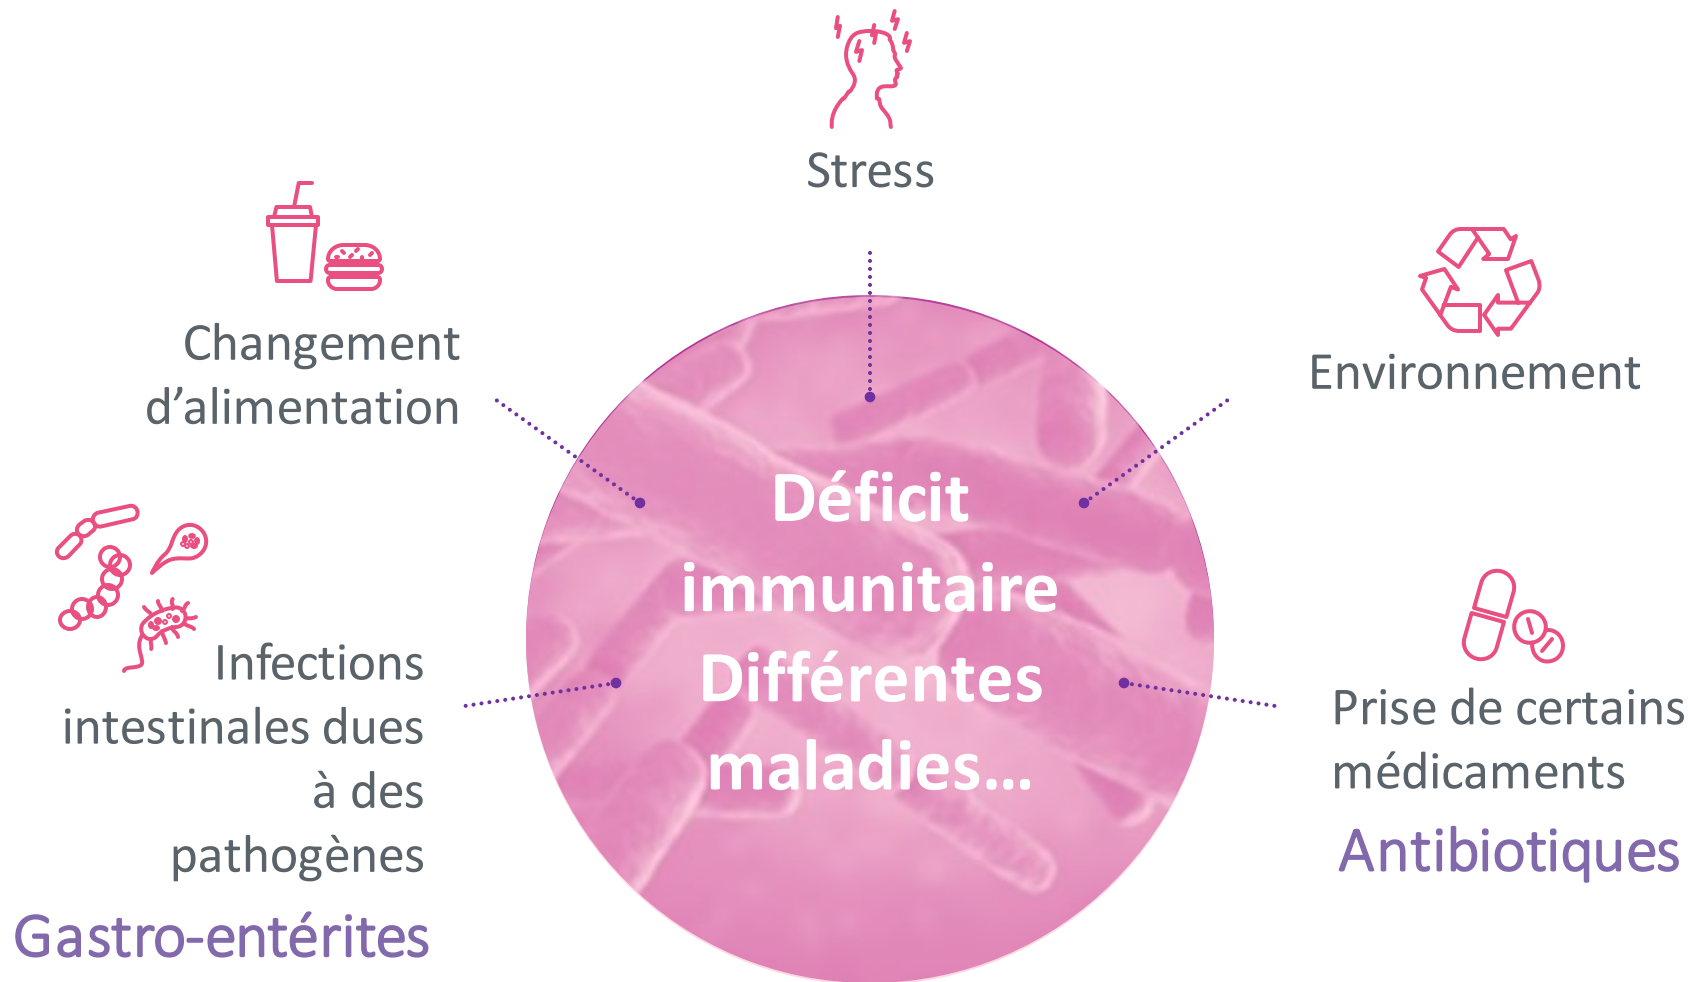 Stress
Changement
d’alimentation
Environnement
Déficit
immunitaire
Différentes
maladies...
Infections
intestinales dues
à des
pathogènes
Gastro-entérites
Prise de certains
médicaments
Antibiotiques